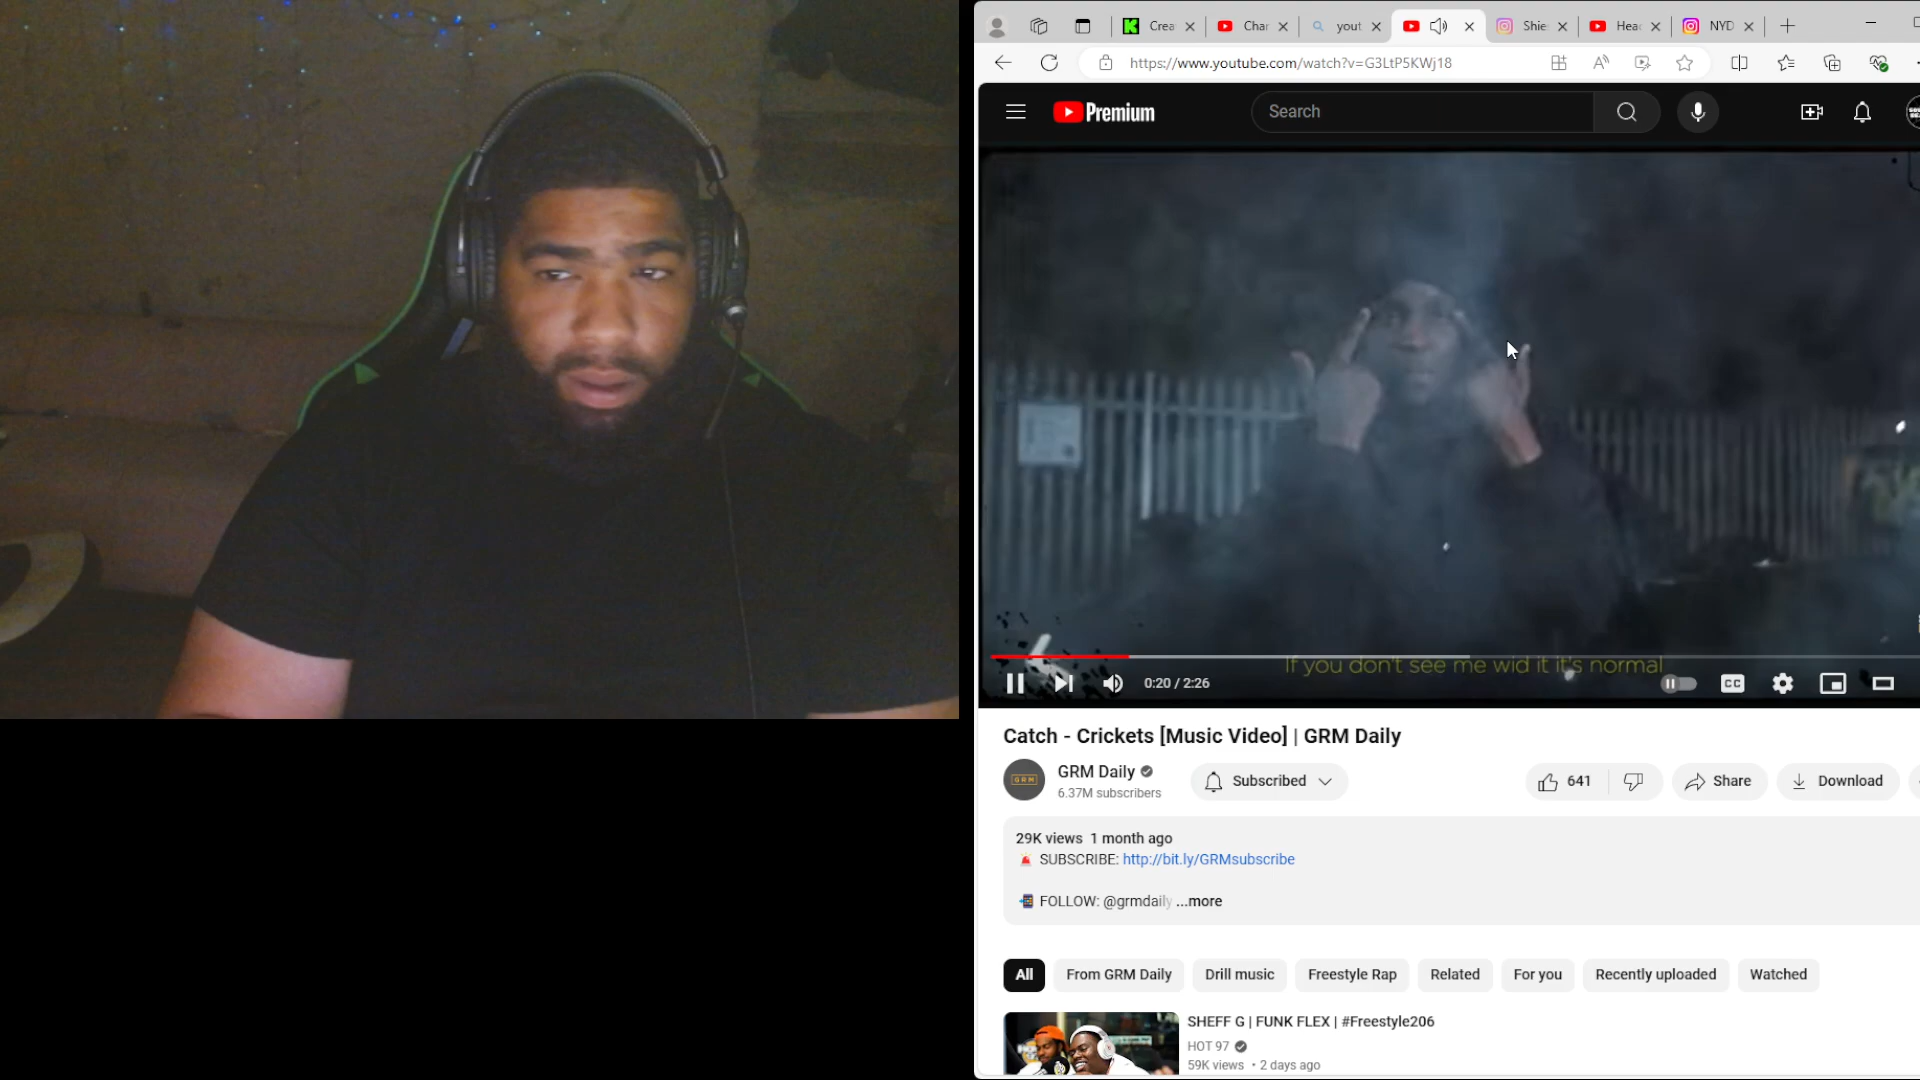 Crea
Char
yout
Shie
Head
NYD
https://www.youtube.com/watch?v=G3LtP5KWj18
Premium
Search
If you don't see me wid it it's normal
0:20 / 2:26
CC
Catch - Crickets [Music Video] | GRM Daily
GRM
GRM Daily
6.37M subscribers
Subscribed
641
Share
Download
29K views 1 month ago
SUBSCRIBE: http://bit.ly/GRMsubscribe
FOLLOW: @grmdaily ...more
All
From GRM Daily
Drill music
Freestyle Rap
Related
For you
Recently uploaded
Watched
SHEFF G | FUNK FLEX | #Freestyle206
HOT 97
59K views • 2 days ago